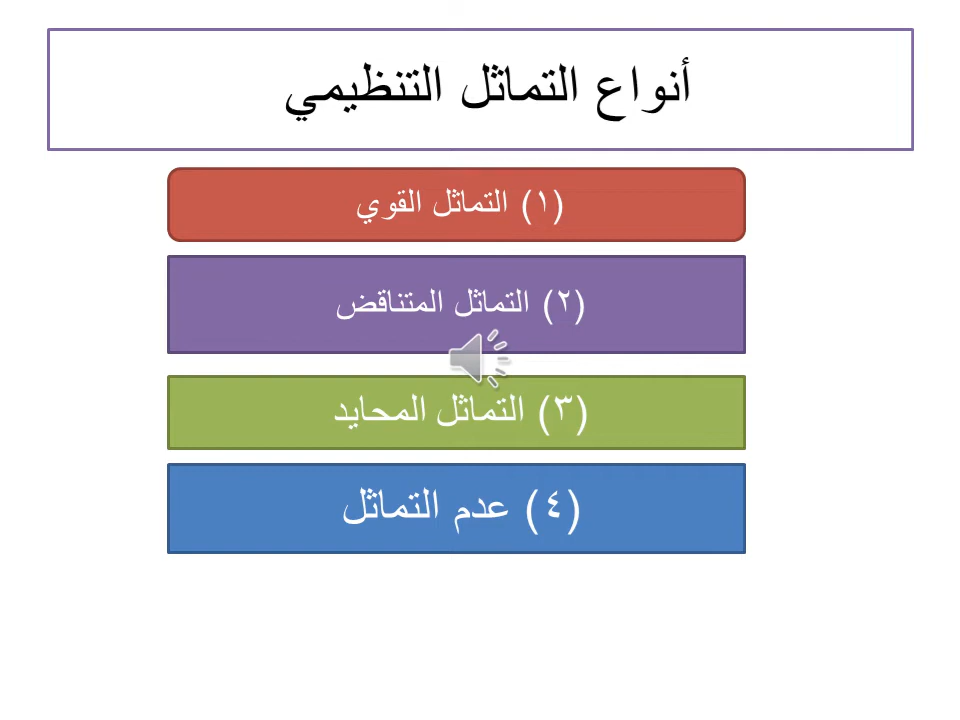 أنواع التماثل التنظيمي
(١) التماثل القوي
(٢) التماثل المتناقض
(٣) التماثل المحايد
(٤) عدم التماثل